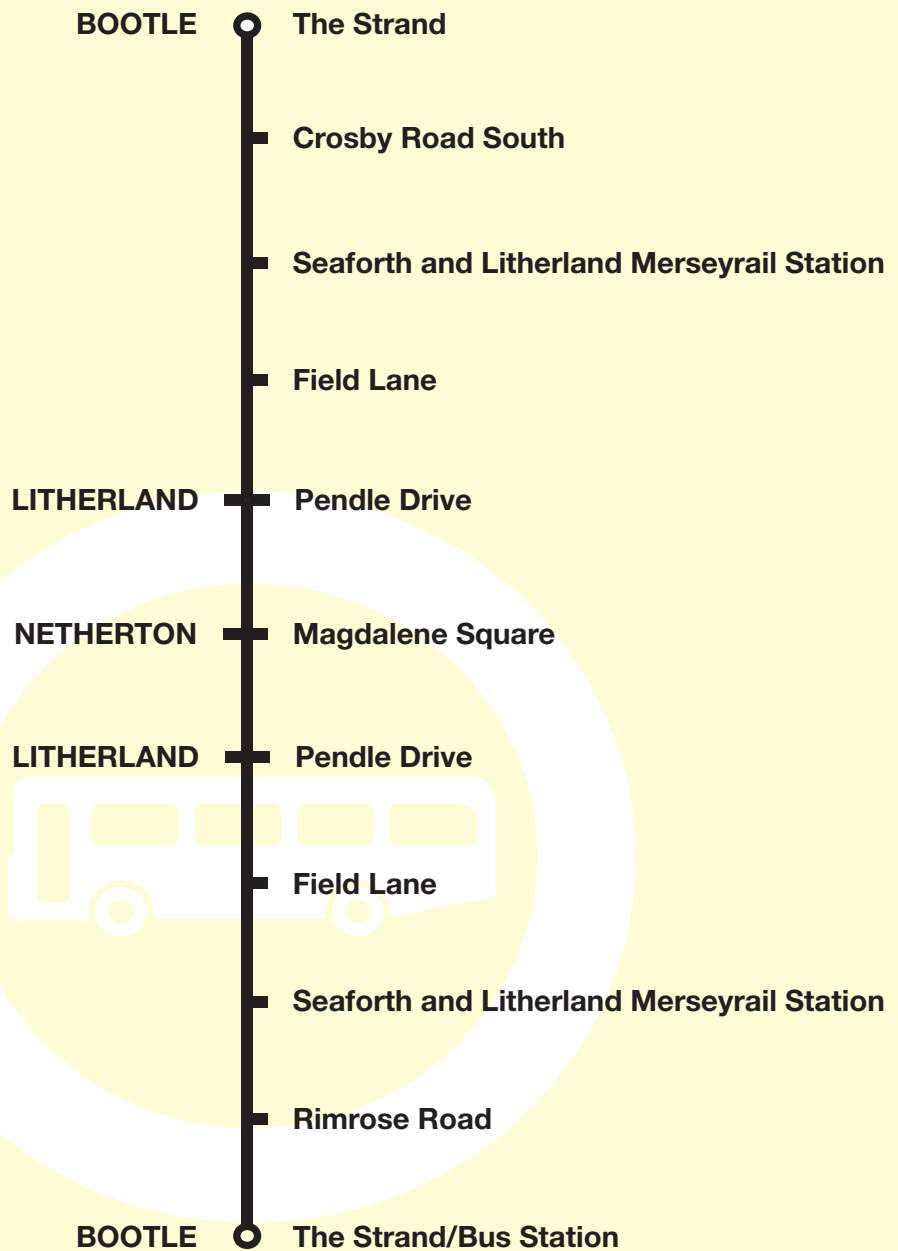 BOOTLE The Strand
Crosby Road South
Seaforth and Litherland Merseyrail Station
Field Lane
LITHERLAND Pendle Drive
NETHERTON Magdalene Square
LITHERLAND Pendle Drive
Field Lane
Seaforth and Litherland Merseyrail Station
Rimrose Road
BOOTLE The Strand/Bus Station